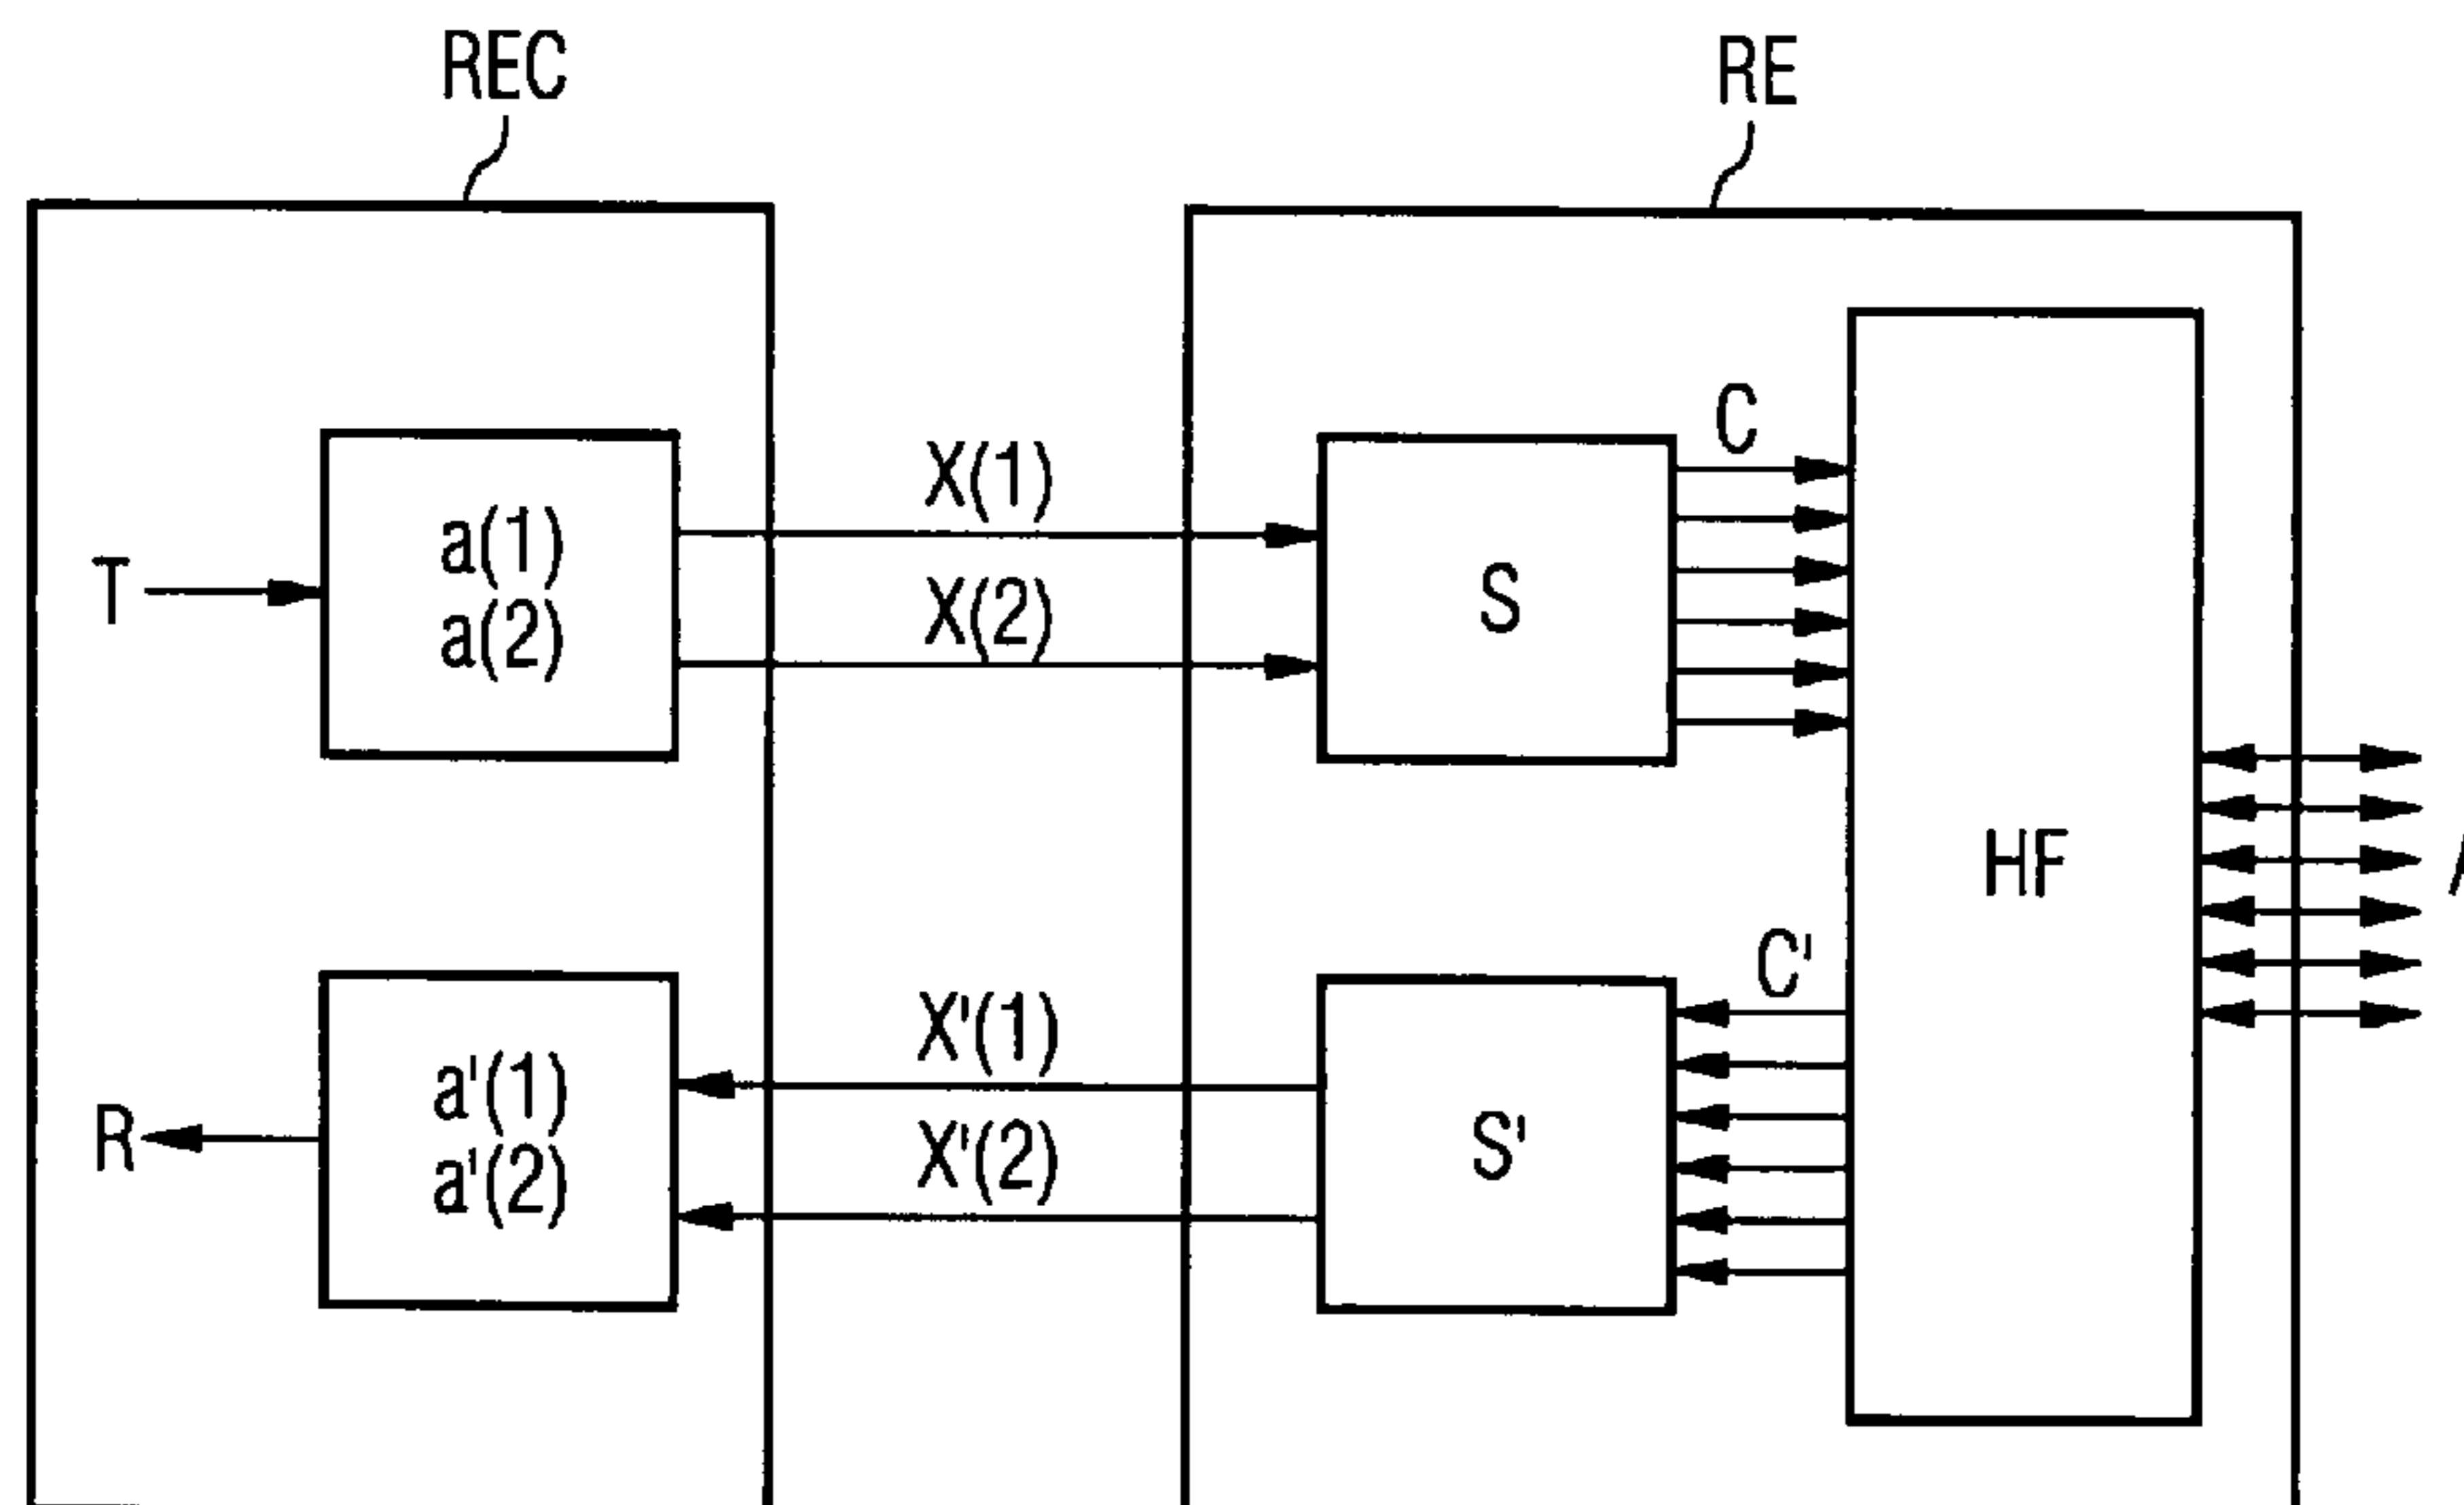 REC
RE
T
a(1)
a(2)
X(1)
X(2)
S
C
HF
R
a'(1)
a'(2)
X'(1)
X'(2)
S'
C'